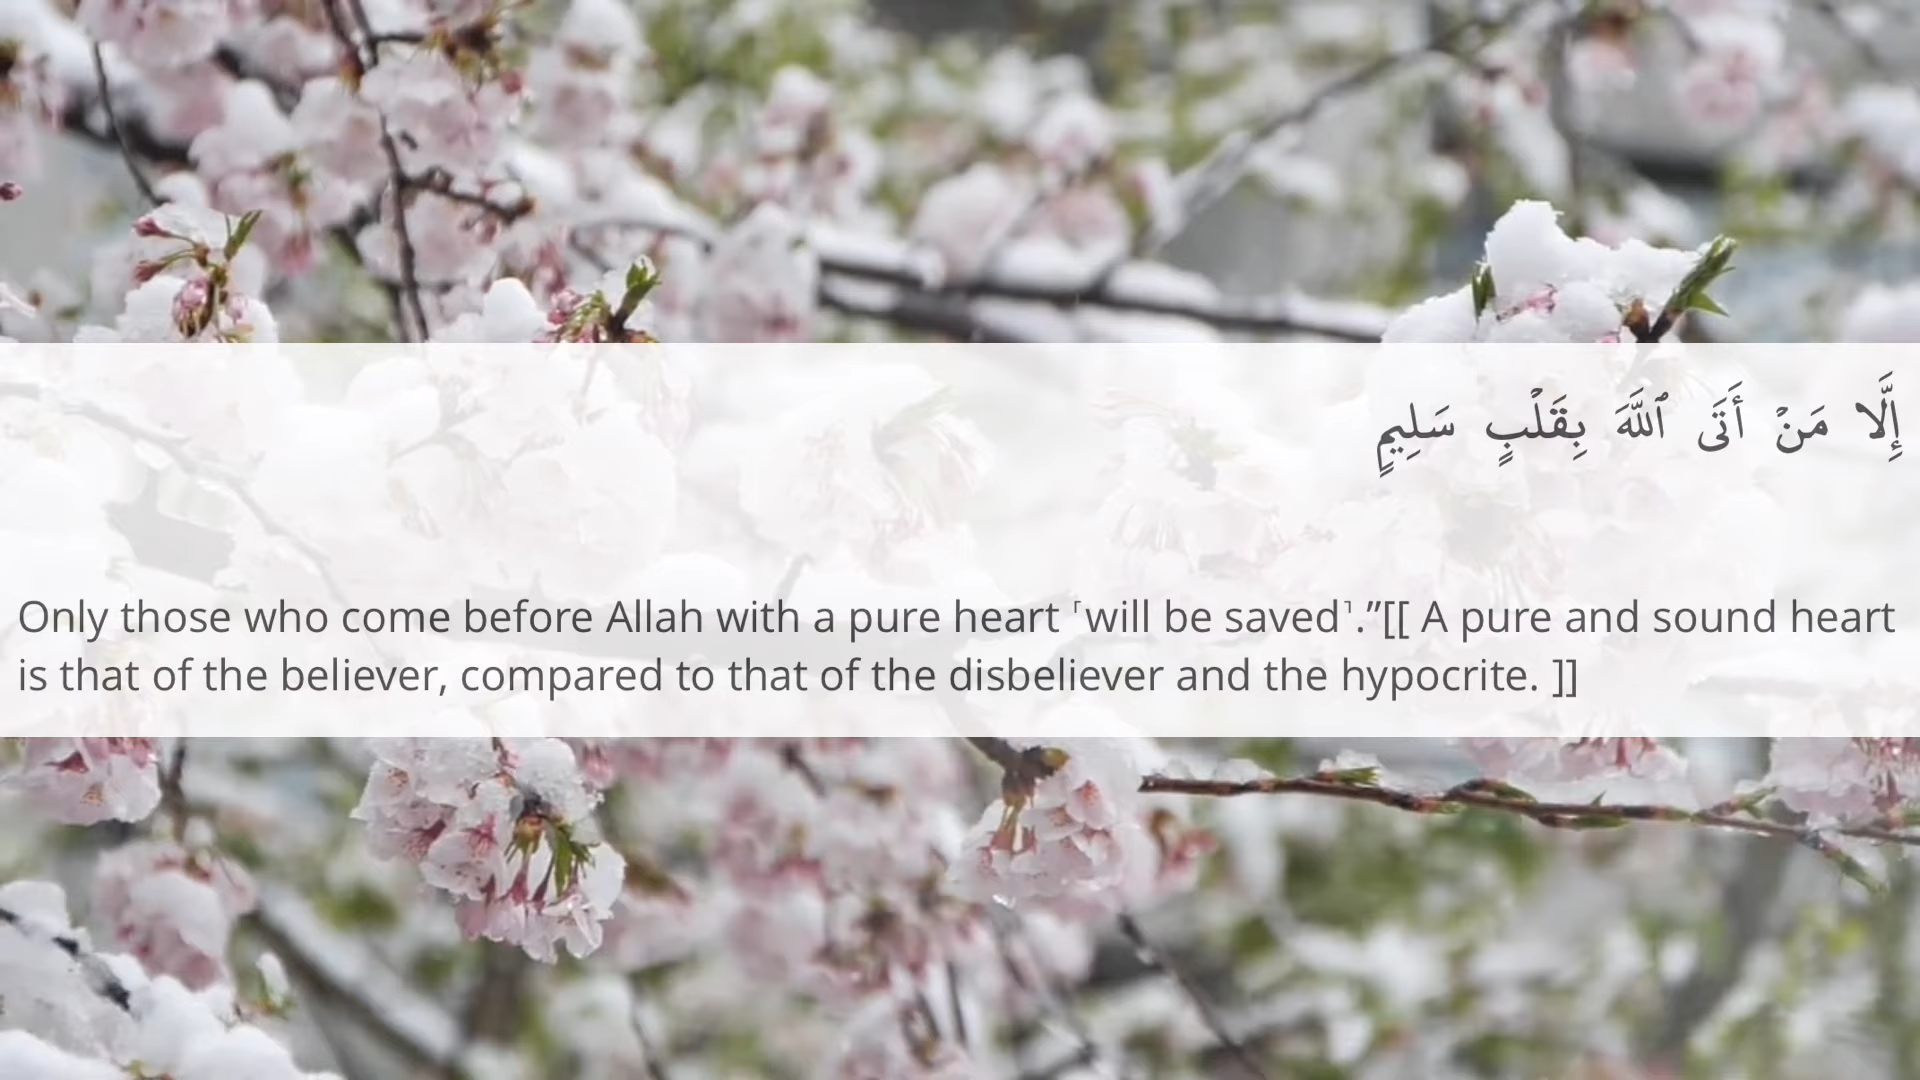 إِلَّا مَنْ أَتَى ٱللَّهَ بِقَلْبٍ سَلِيمٍ
Only those who come before Allah with a pure heart ˹will be saved˺.”[[ A pure and sound heart
is that of the believer, compared to that of the disbeliever and the hypocrite. ]]